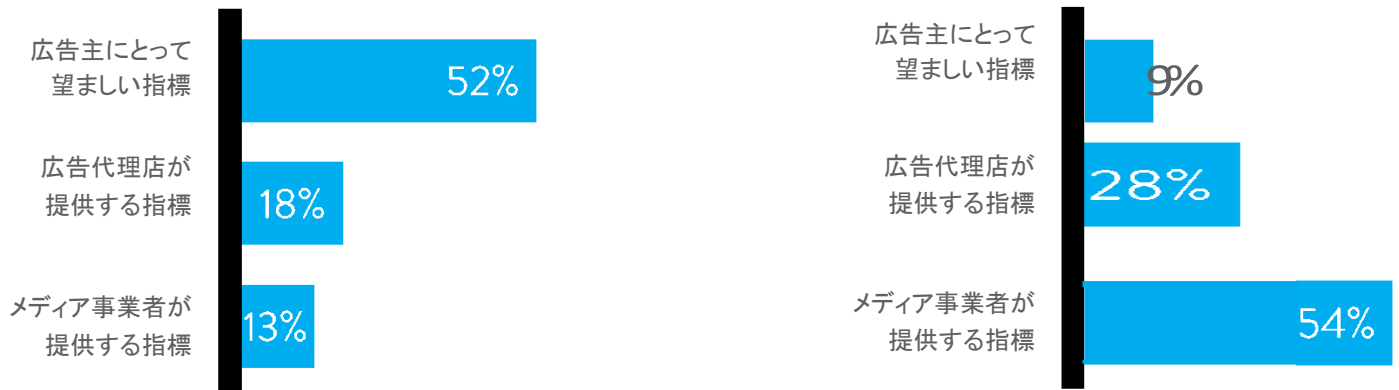 広告主にとって
望ましい指標
52%
広告代理店が
提供する指標
18%
メディア事業者が
提供する指標
13%
広告主にとって
望ましい指標
9%
広告代理店が
提供する指標
28%
メディア事業者が
提供する指標
54%